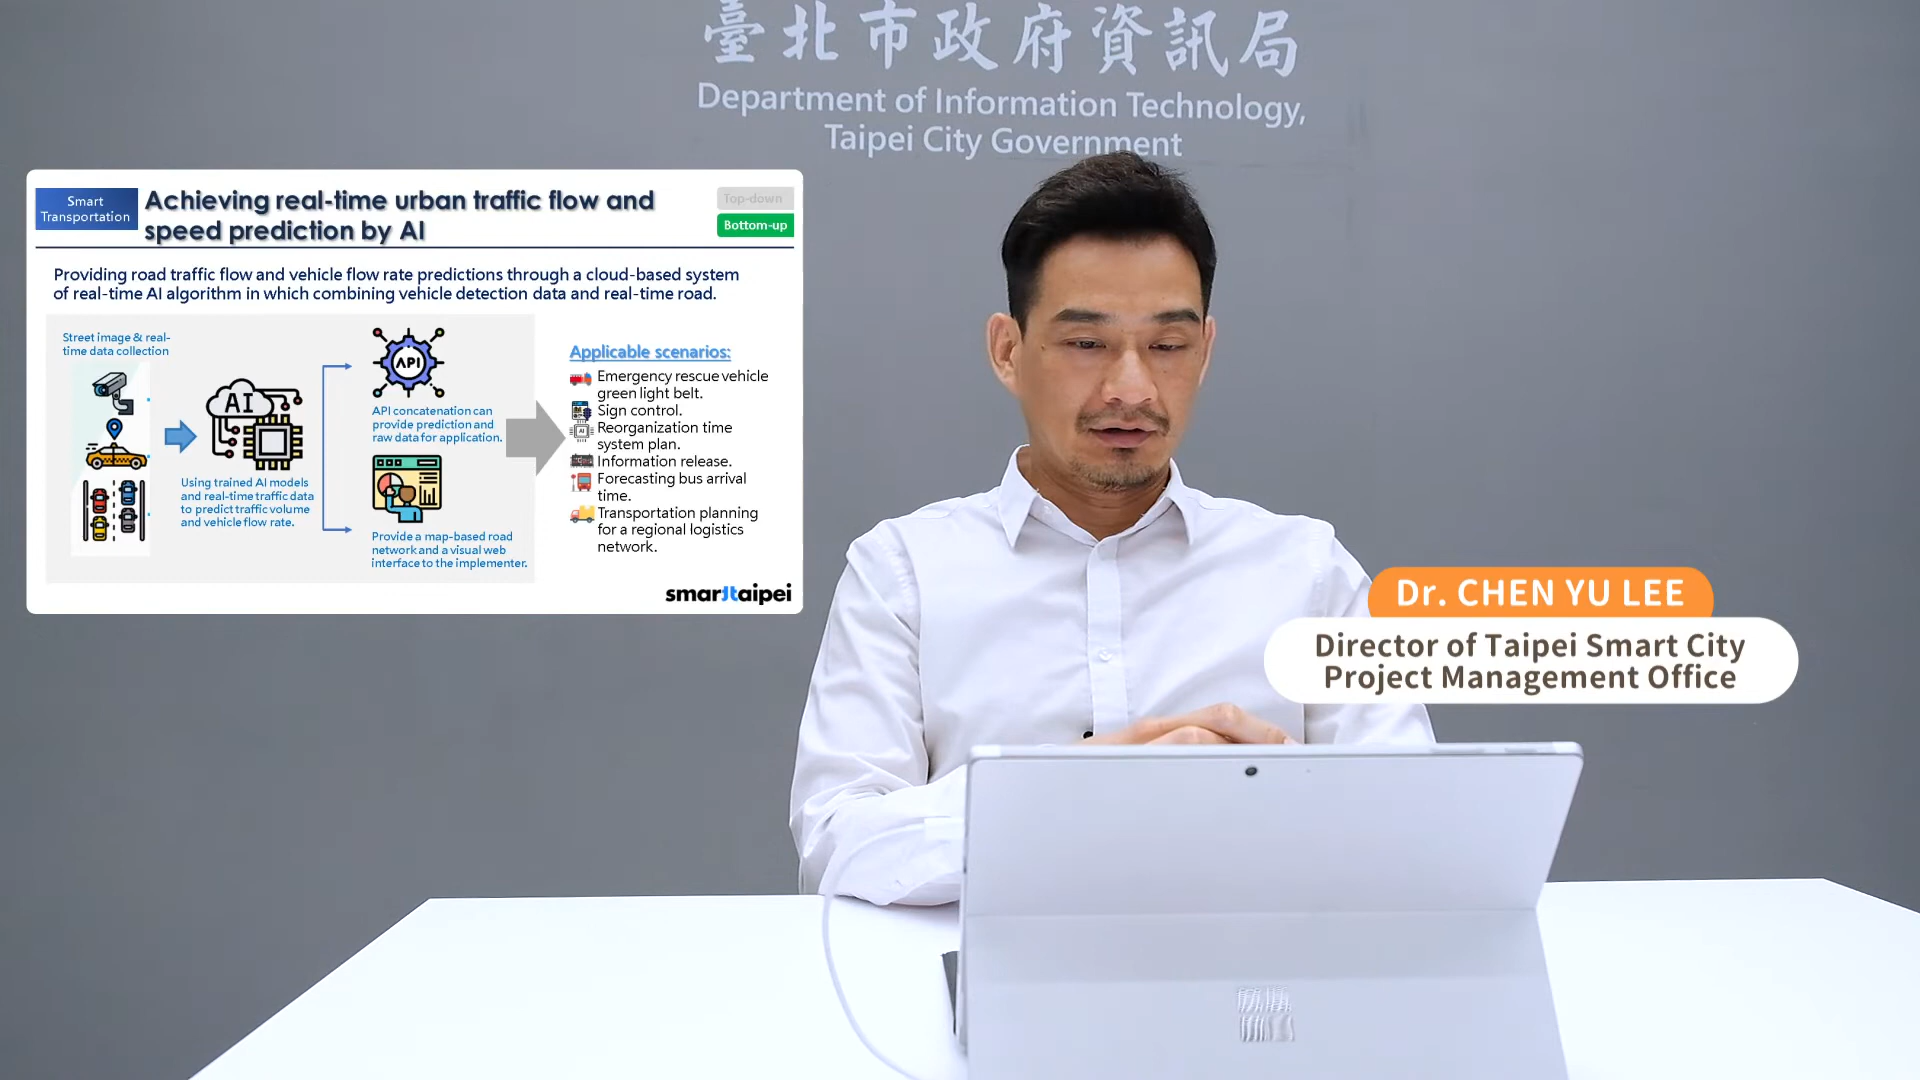 臺北市政府資訊局
Department of Information Technology,
Taipei City Government
Smart
Transportation
Achieving real-time urban traffic flow and
speed prediction by AI
Top-down
Bottom-up
Providing road traffic flow and vehicle flow rate predictions through a cloud-based system
of real-time AI algorithm in which combining vehicle detection data and real-time road.
Street image & real-
time data collection
AI
Using trained AI models
and real-time traffic data
to predict traffic volume
and vehicle flow rate.
API
API concatenation can
provide prediction and
raw data for application.
Provide a map-based road
network and a visual web
interface to the implementer.
Applicable scenarios:
Emergency rescue vehicle
green light belt.
Sign control.
AI
Reorganization time
system plan.
Information release.
Forecasting bus arrival
time.
Transportation planning
for a regional logistics
network.
smarttaipei
Dr. CHEN YU LEE
Director of Taipei Smart City
Project Management Office